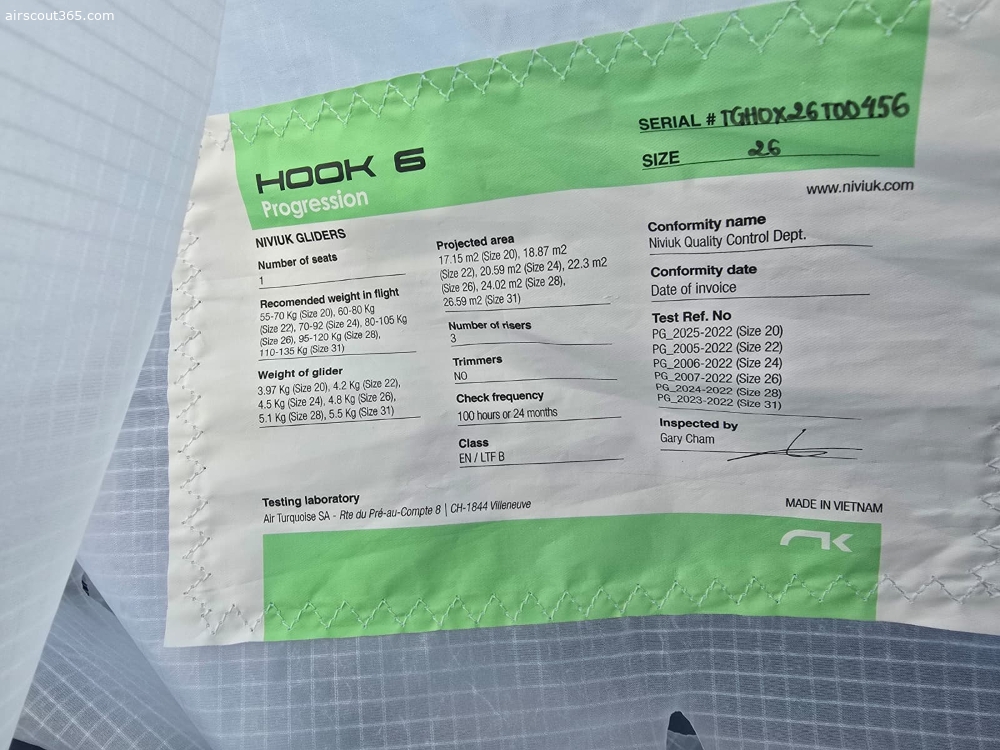 airscout365.com
SERIAL # TGHOX26T00456
SIZE 26
www.niviuk.com
HOOK 6
Progression
NIVIUK GLIDERS
Number of seats
1
Recomended weight in flight
55-70 Kg (Size 20), 60-80 Kg
(Size 22), 70-92 (Size 24), 80-105 Kg
(Size 26), 95-120 Kg (Size 28),
110-135 Kg (Size 31)
Weight of glider
3.97 Kg (Size 20), 4.2 Kg (Size 22),
4.5 Kg (Size 24), 4.8 Kg (Size 26),
5.1 Kg (Size 28), 5.5 Kg (Size 31)
Projected area
17.15 m2 (Size 20), 18.87 m2
(Size 22), 20.59 m2 (Size 24), 22.3 m2
(Size 26), 24.02 m2 (Size 28),
26.59 m2 (Size 31)
Number of risers
3
Trimmers
NO
Check frequency
100 hours or 24 months
Class
EN / LTF B
Conformity name
Niviuk Quality Control Dept.
Conformity date
Date of invoice
Test Ref. No
PG_2025-2022 (Size 20)
PG_2005-2022 (Size 22)
PG_2006-2022 (Size 24)
PG_2007-2022 (Size 26)
PG_2024-2022 (Size 28)
PG_2023-2022 (Size 31)
Inspected by
Gary Cham
Testing laboratory
Air Turquoise SA - Rte du Pré-au-Compte 8 | CH-1844 Villeneuve
MADE IN VIETNAM